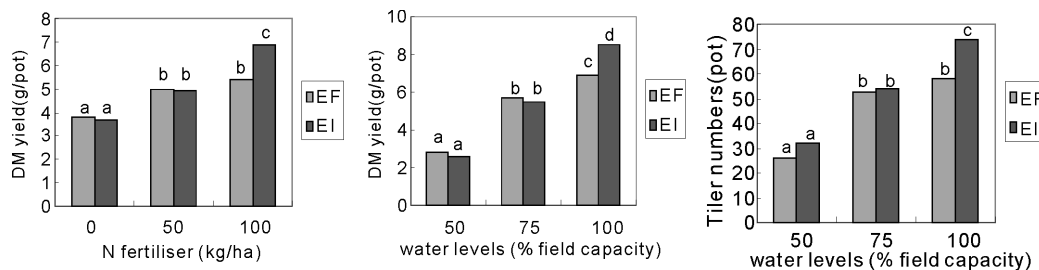 DM yield(g/pot)
8
7
6
5
4
3
2
1
0
a a
b b
b c
0 50 100
N fertiliser (kg/ha)
EF
EI
DM yield(g/pot)
10
8
6
4
2
0
a a
b b
c d
50 75 100
water levels (% field capacity)
EF
EI
Tiler numbers(pot)
80
70
60
50
40
30
20
10
0
a a
b b
b c
50 75 100
water levels (% field capacity)
EF
EI